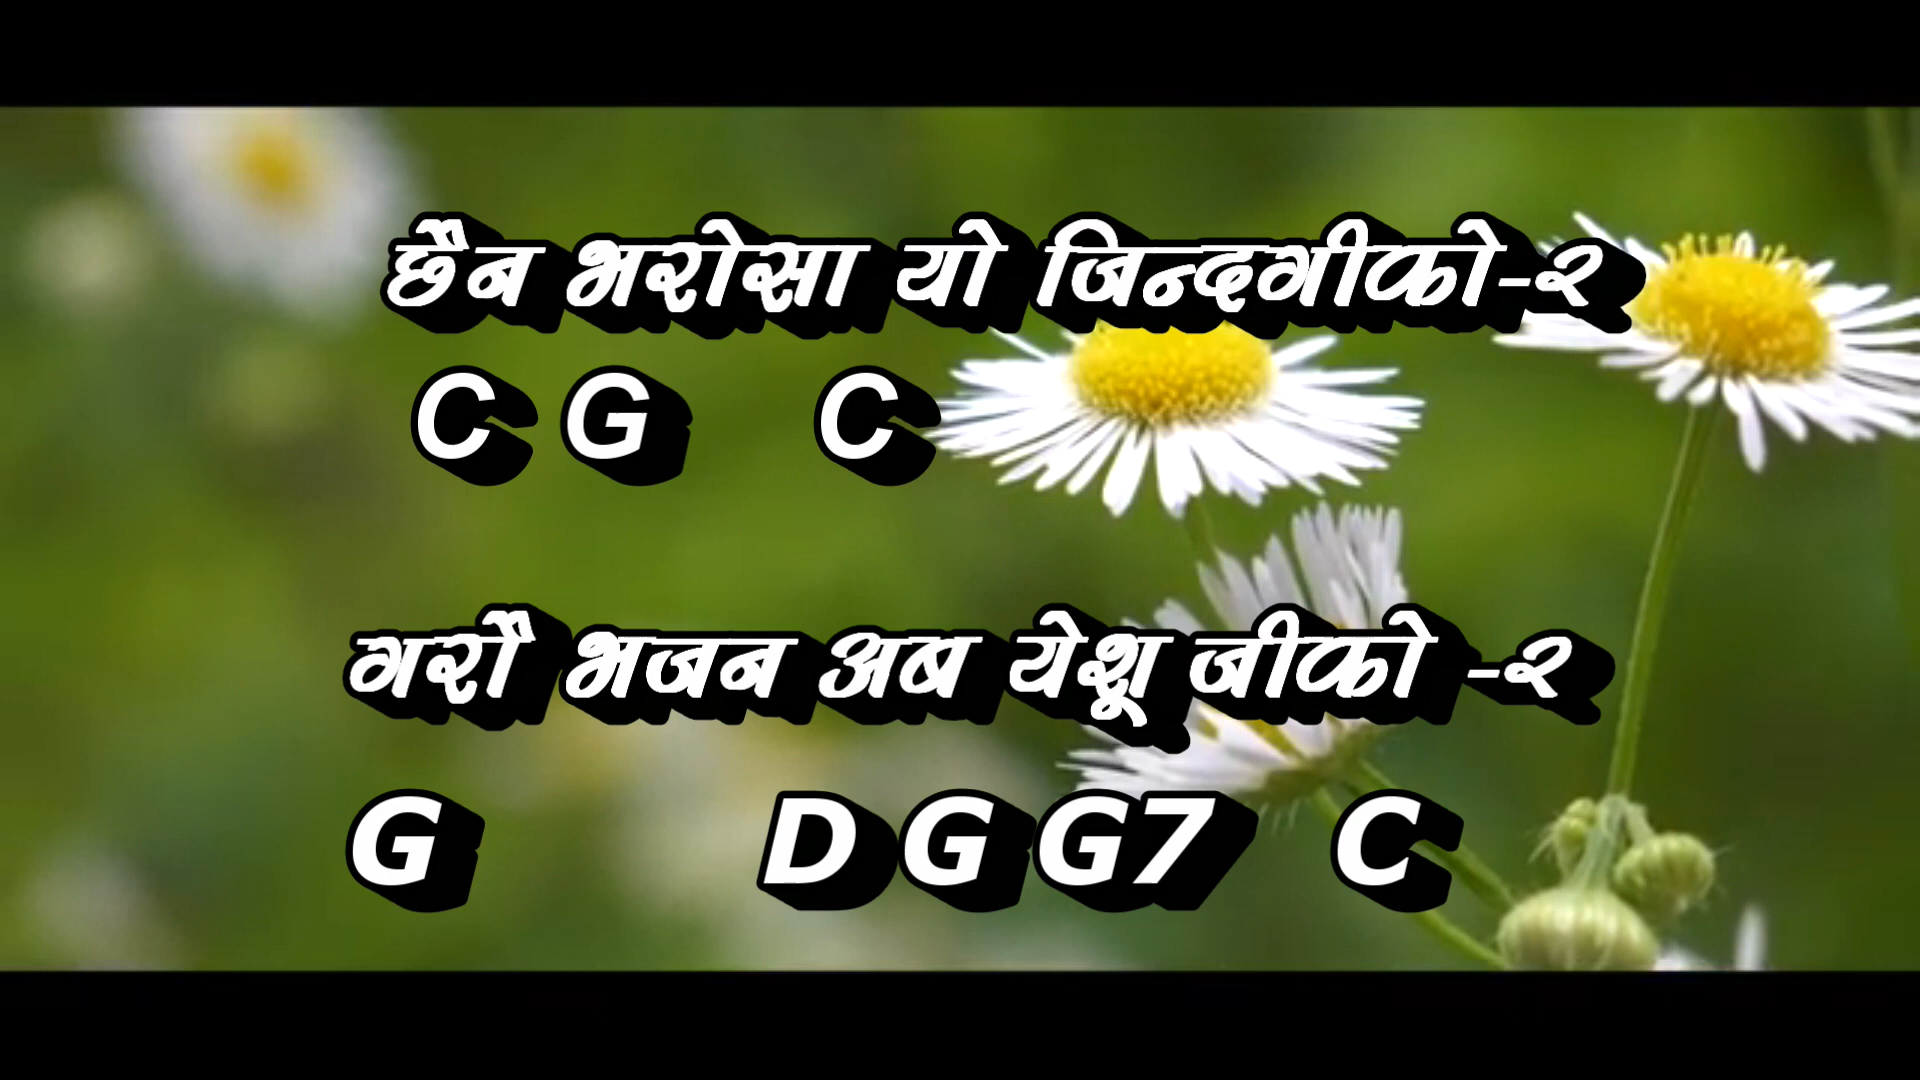 छैन भरोसा यो जिन्दगीको-२
C G C
गरौ भजन अब येशू जीको -२
G D G G7 C